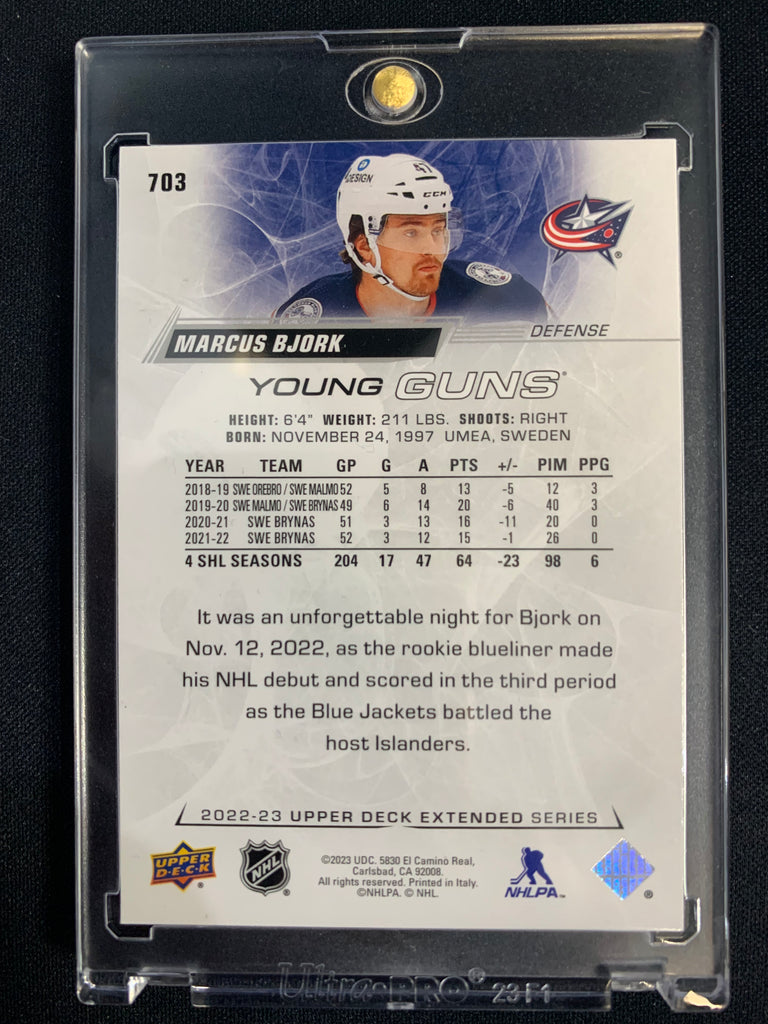 703
47
DESIGN
CCM
MARCUS BJORK
DEFENSE
YOUNG GUNS®
HEIGHT: 6'4" WEIGHT: 211 LBS. SHOOTS: RIGHT
BORN: NOVEMBER 24, 1997 UMEA, SWEDEN
YEAR TEAM GP G A PTS +/- PIM PPG
2018-19 SWE OREBRO / SWE MALMO 52 5 8 13 -5 12 3
2019-20 SWE MALMO / SWE BRYNAS 49 6 14 20 -6 40 3
2020-21 SWE BRYNAS 51 3 13 16 -11 20 0
2021-22 SWE BRYNAS 52 3 12 15 -1 26 0
4 SHL SEASONS 204 17 47 64 -23 98 6
It was an unforgettable night for Bjork on
Nov. 12, 2022, as the rookie blueliner made
his NHL debut and scored in the third period
as the Blue Jackets battled the
host Islanders.
2022-23 UPPER DECK EXTENDED SERIES
UPPER
D·E·C·K
®
NHL
®
©2023 UDC. 5830 El Camino Real,
Carlsbad, CA 92008.
All rights reserved. Printed in Italy.
©NHLPA. © NHL.
NHLPA™
®
Ultra·PRO® 23F1